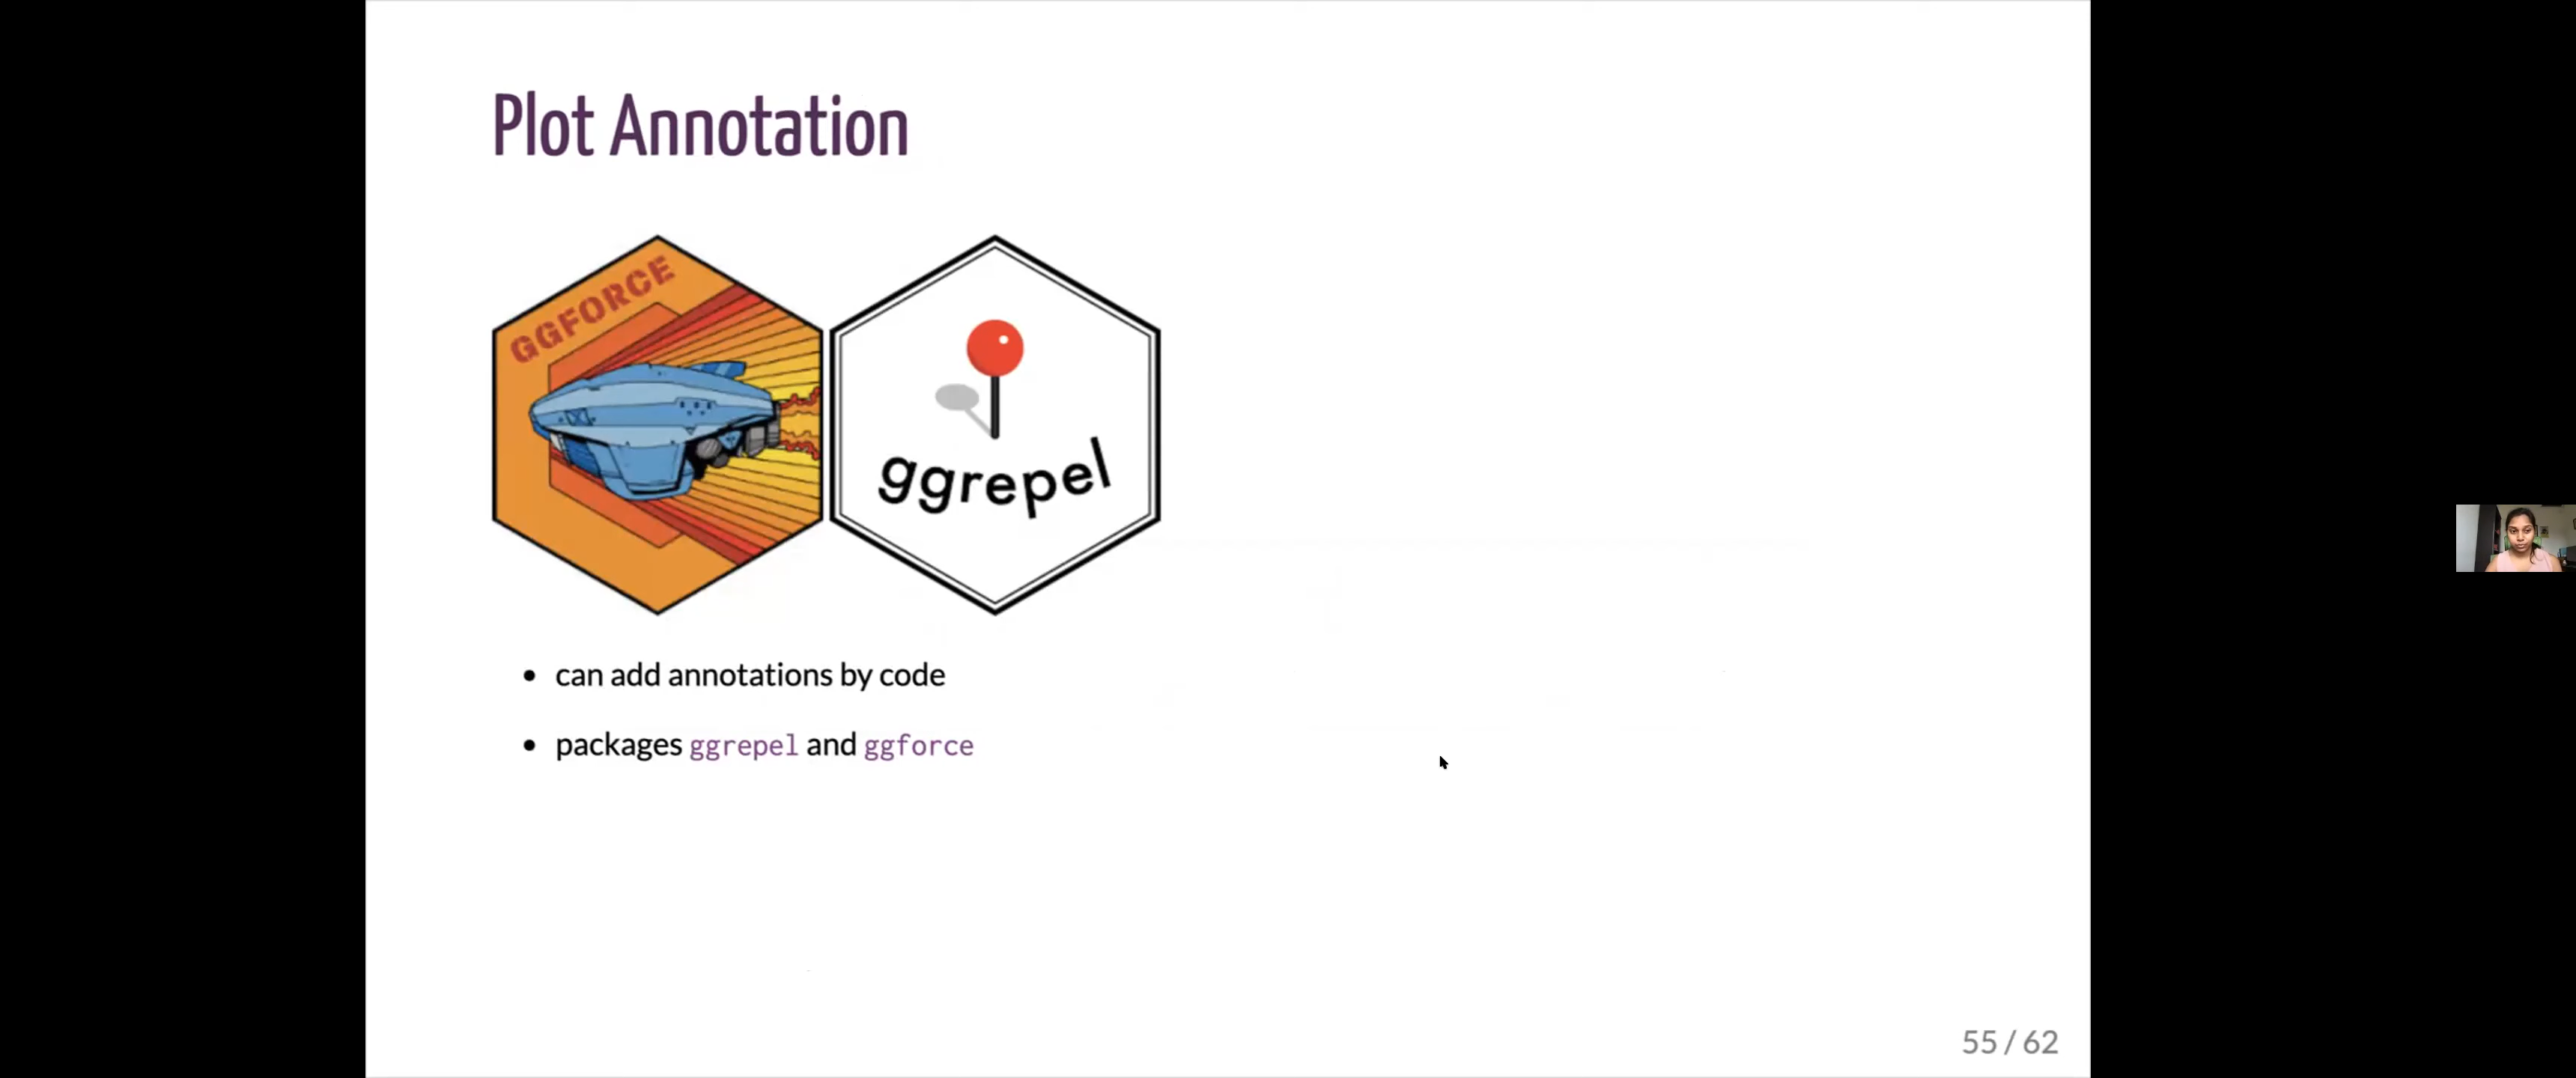 Plot Annotation
GGFORCE
ggrepel
can add annotations by code
packages ggrepel and ggforce
55 / 62